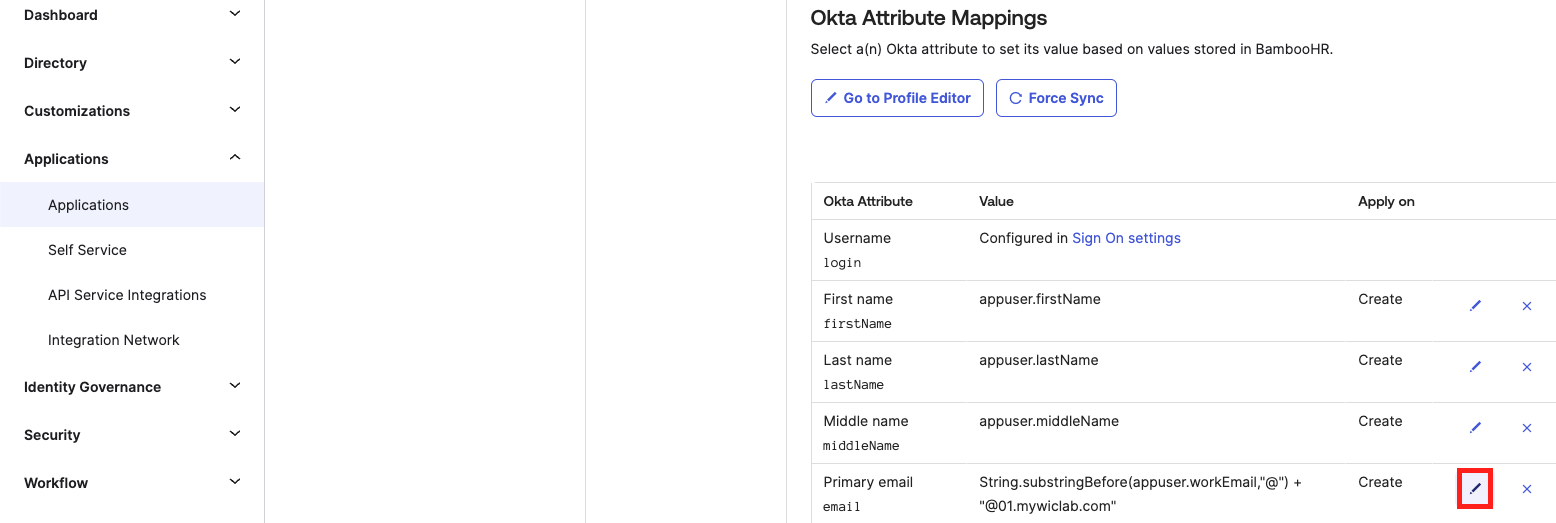 Dashboard
Directory
Customizations
Applications
Applications
Self Service
API Service Integrations
Integration Network
Identity Governance
Security
Workflow
Okta Attribute Mappings
Select a(n) Okta attribute to set its value based on values stored in BambooHR.
Go to Profile Editor
Force Sync
Okta Attribute Value Apply on
Username Configured in Sign On settings
login
First name appuser.firstName Create
firstName
Last name appuser.lastName Create
lastName
Middle name appuser.middleName Create
middleName
Primary email String.substringBefore(appuser.workEmail,"@") + Create
email "@01.mywiclab.com"